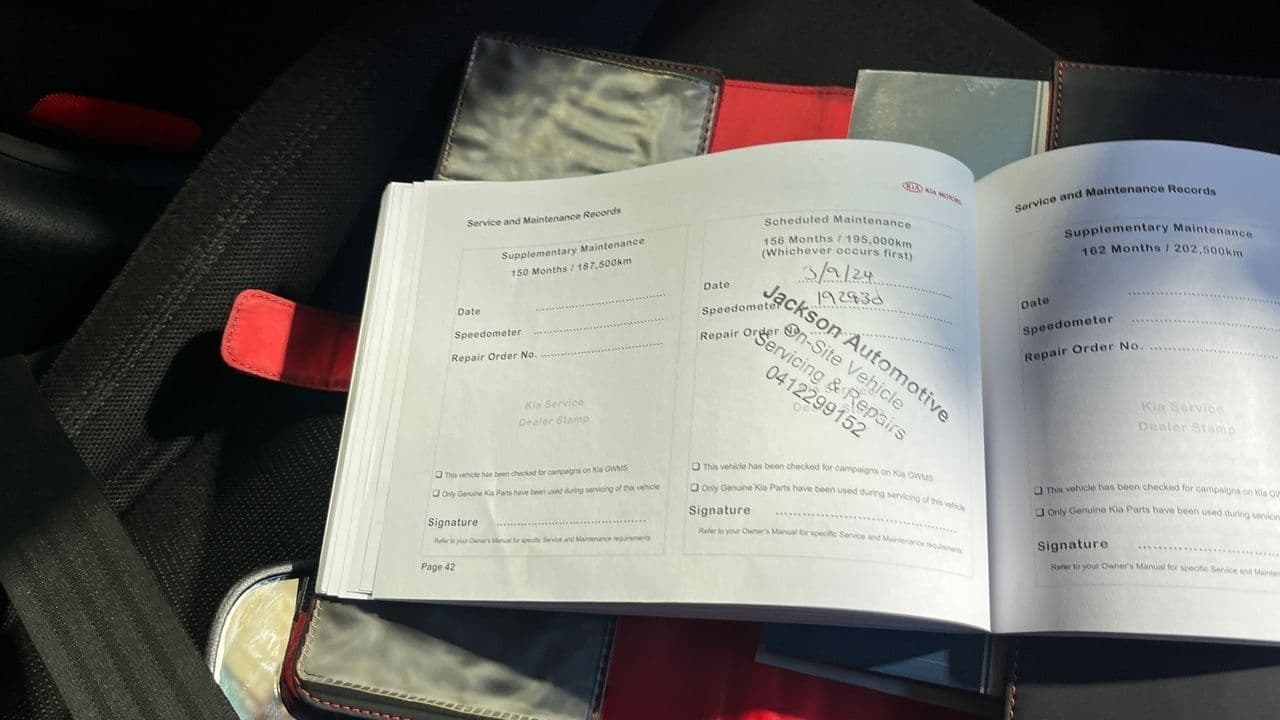 Service and Maintenance Records
Supplementary Maintenance
150 Months / 187,500km
Date
Speedometer
Repair Order No.
Kia Service
Dealer Stamp
❑ This vehicle has been checked for campaigns on Kia GWMS
❑ Only Genuine Kia Parts have been used during servicing of this vehicle
Signature
Refer to your Owner's Manual for specific Service and Maintenance requirements
Page 42
KIA KIA MOTORS
Scheduled Maintenance
156 Months / 195,000km
(Whichever occurs first)
Date 3/9/24
Speedometer
Repair Order
Jackson Automotive
On-Site Vehicle
Servicing & Repairs
0412299152
❑ This vehicle has been checked for campaigns on Kia GWMS
❑ Only Genuine Kia Parts have been used during servicing of this vehicle
Signature
Refer to your Owner's Manual for specific Service and Maintenance requirements
Service and Maintenance Records
Supplementary Maintenance
162 Months / 202,500km
Date
Speedometer
Repair Order No.
Kia Service
Dealer Stamp
❑ This vehicle has been checked for campaigns on Kia
❑ Only Genuine Kia Parts have been used during
Signature
Refer to your Owner's Manual for specific Service and